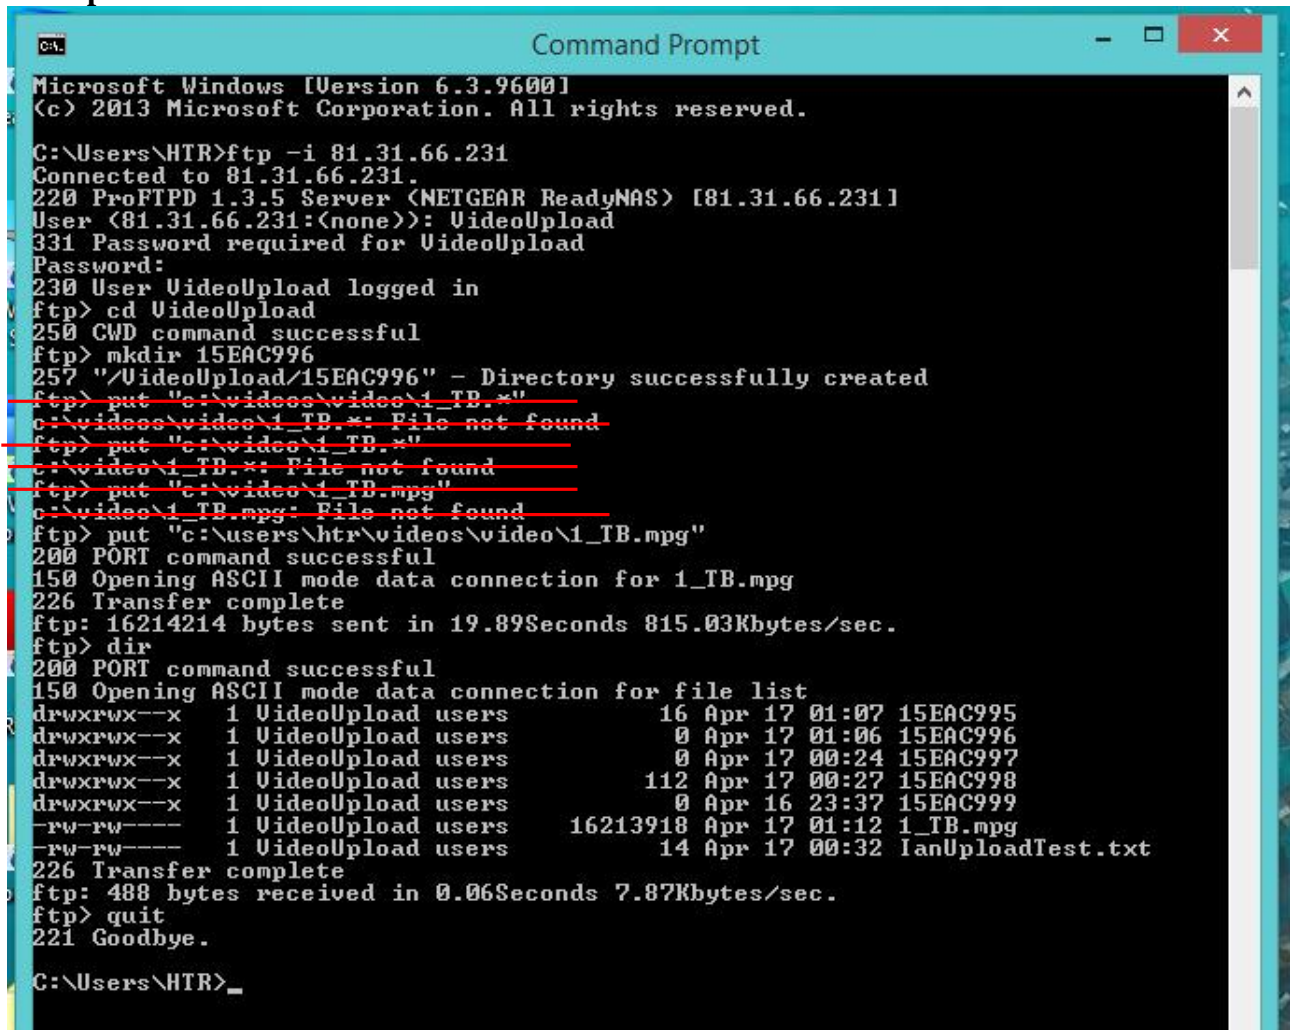 Command Prompt
Microsoft Windows [Version 6.3.9600]
(c) 2013 Microsoft Corporation. All rights reserved.
C:\Users\HTR>ftp -i 81.31.66.231
Connected to 81.31.66.231.
220 ProFTPD 1.3.5 Server (NETGEAR ReadyNAS) [81.31.66.231]
User (81.31.66.231:(none)): VideoUpload
331 Password required for VideoUpload
Password:
230 User VideoUpload logged in
ftp> cd VideoUpload
250 CWD command successful
ftp> mkdir 15EAC996
257 "/VideoUpload/15EAC996" - Directory successfully created
ftp> put "c:\videos\video\1_TB.*"
c:\videos\video\1_TB.*: File not found
ftp> put "c:\video\1_TB.*"
c:\video\1_TB.*: File not found
ftp> put "c:\video\1_TB.mpg"
c:\video\1_TB.mpg: File not found
ftp> put "c:\users\htr\videos\video\1_TB.mpg"
200 PORT command successful
150 Opening ASCII mode data connection for 1_TB.mpg
226 Transfer complete
ftp: 16214214 bytes sent in 19.89Seconds 815.03Kbytes/sec.
ftp> dir
200 PORT command successful
150 Opening ASCII mode data connection for file list
drwxrwx--x   1 VideoUpload users           16 Apr 17 01:07 15EAC995
drwxrwx--x   1 VideoUpload users            0 Apr 17 01:06 15EAC996
drwxrwx--x   1 VideoUpload users            0 Apr 17 00:24 15EAC997
drwxrwx--x   1 VideoUpload users          112 Apr 17 00:27 15EAC998
drwxrwx--x   1 VideoUpload users            0 Apr 16 23:37 15EAC999
-rw-rw----   1 VideoUpload users     16213918 Apr 17 01:12 1_TB.mpg
-rw-rw----   1 VideoUpload users           14 Apr 17 00:32 IanUploadTest.txt
226 Transfer complete
ftp: 488 bytes received in 0.06Seconds 7.87Kbytes/sec.
ftp> quit
221 Goodbye.
C:\Users\HTR>_